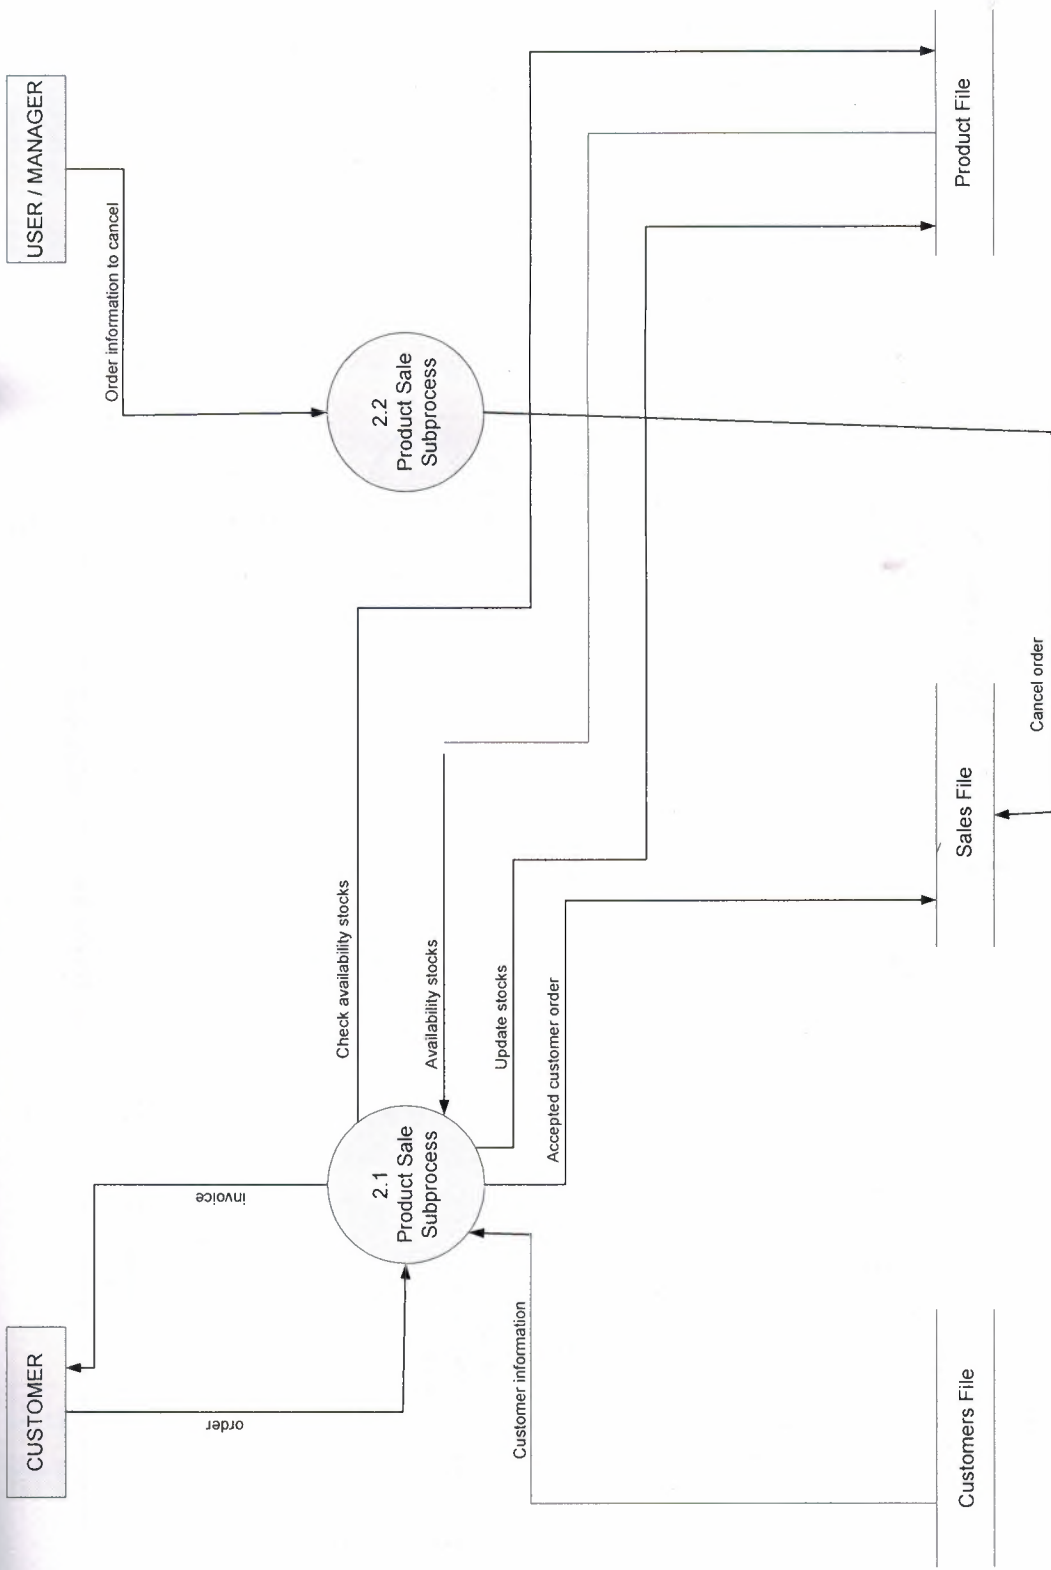 CUSTOMER
USER / MANAGER
order
invoice
Order information to cancel
2.1
Product Sale
Subprocess
2.2
Product Sale
Subprocess
Check availability stocks
Availability stocks
Update stocks
Accepted customer order
Customer information
Customers File
Sales File
Product File
Cancel order